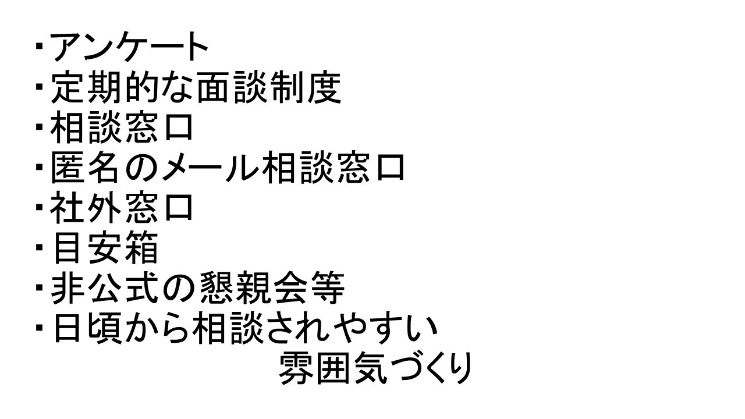 ・アンケート
・定期的な面談制度
・相談窓口
・匿名のメール相談窓口
・社外窓口
・目安箱
・非公式の懇親会等
・日頃から相談されやすい
雰囲気づくり